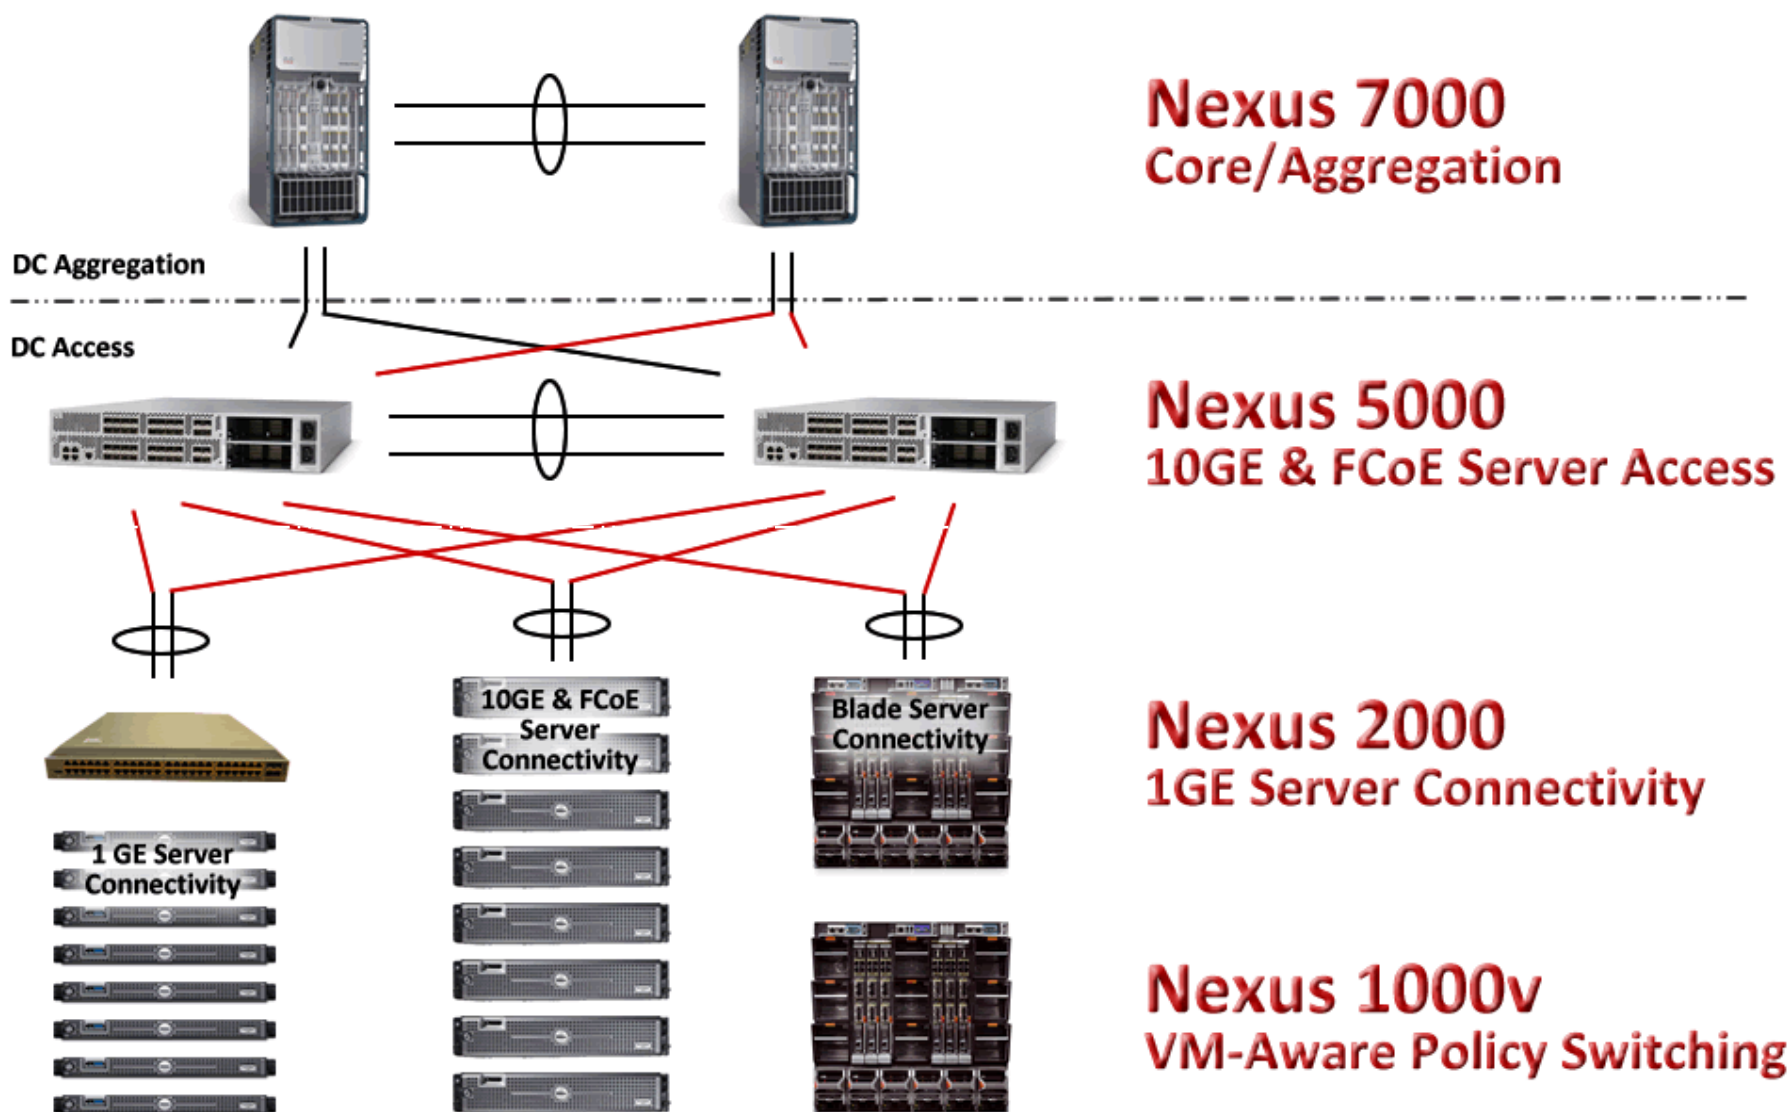 Nexus 7000
Core/Aggregation
DC Aggregation
DC Access
Nexus 5000
10GE & FCoE Server Access
10GE & FCoE
Server
Connectivity
Blade Server
Connectivity
Nexus 2000
1GE Server Connectivity
1 GE Server
Connectivity
Nexus 1000v
VM-Aware Policy Switching